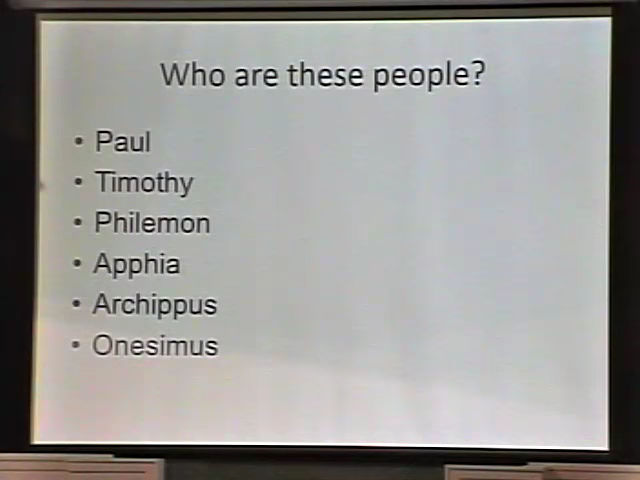 Who are these people?
• Paul
• Timothy
• Philemon
• Apphia
• Archippus
• Onesimus